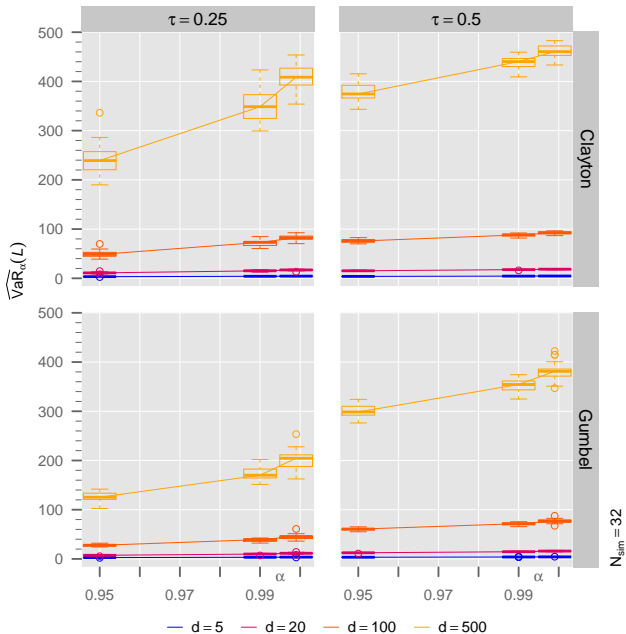 τ = 0.25 τ = 0.5
500
400
300
200
100
0
Clayton
VaRα(L)
500
400
300
200
100
0
Gumbel
Nsim = 32
α α
0.95 0.97 0.99 0.95 0.97 0.99
d = 5 d = 20 d = 100 d = 500